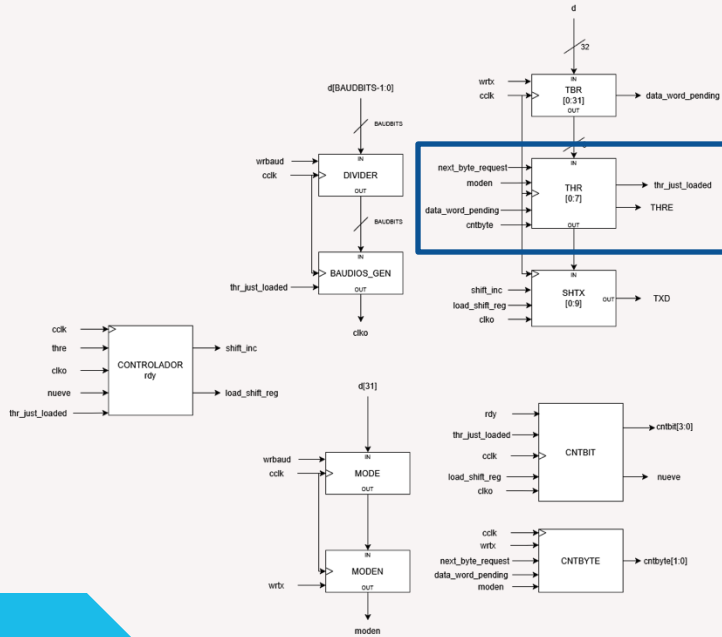 d
32
wrtx
cclk
IN
TBR
[0:31]
OUT
data_word_pending
next_byte_request
moden
data_word_pending
cntbyte
IN
THR
[0:7]
OUT
thr_just_loaded
THRE
shift_inc
load_shift_reg
clko
IN
SHTX
[0:9]
OUT
TXD
d[BAUDBITS-1:0]
BAUDBITS
wrbaud
cclk
IN
DIVIDER
OUT
BAUDBITS
thr_just_loaded
IN
BAUDIOS_GEN
OUT
clko
cclk
thre
clko
nueve
thr_just_loaded
CONTROLADOR
rdy
shift_inc
load_shift_reg
d[31]
wrbaud
cclk
IN
MODE
OUT
wrtx
IN
MODEN
OUT
moden
rdy
thr_just_loaded
cclk
load_shift_reg
clko
CNTBIT
cntbit[3:0]
nueve
cclk
wrtx
next_byte_request
data_word_pending
moden
CNTBYTE
cntbyte[1:0]